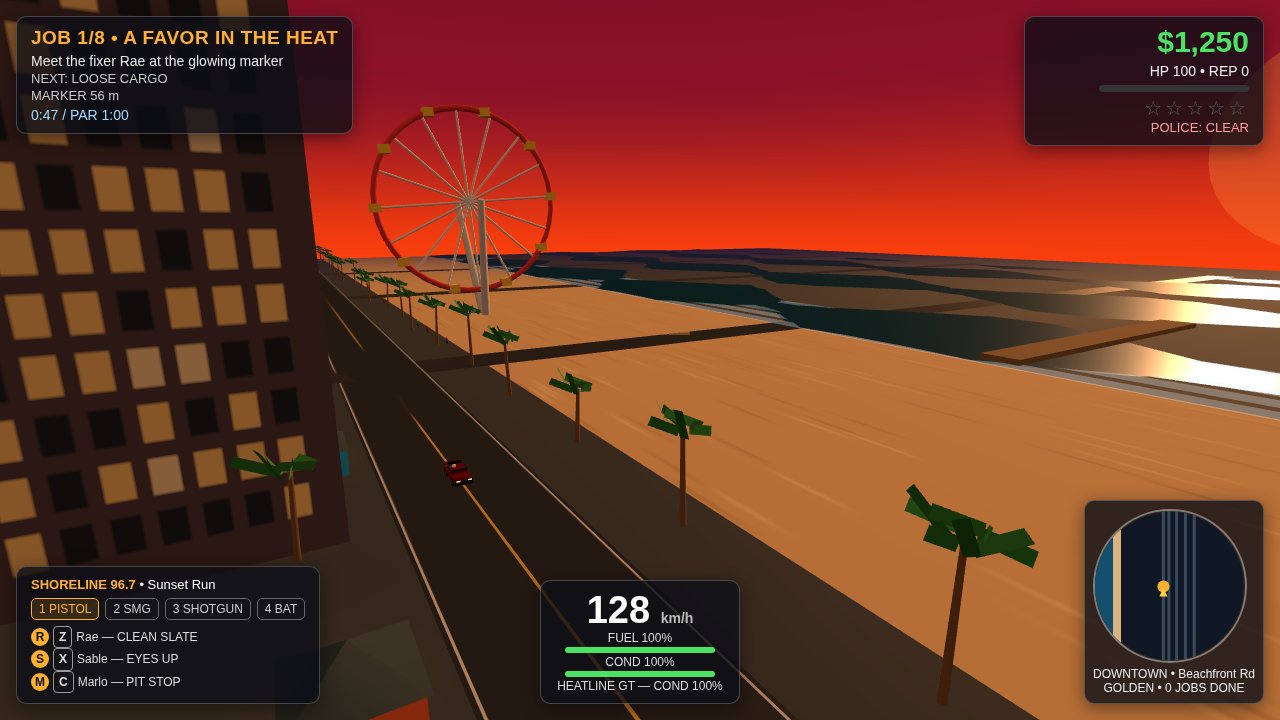 JOB 1/8 • A FAVOR IN THE HEAT
Meet the fixer Rae at the glowing marker
NEXT: LOOSE CARGO
MARKER 56 m
0:47 / PAR 1:00
$1,250
HP 100 • REP 0
☆☆☆☆☆
POLICE: CLEAR
SHORELINE 96.7 • Sunset Run
1 PISTOL 2 SMG 3 SHOTGUN 4 BAT
R Z Rae — CLEAN SLATE
S X Sable — EYES UP
M C Marlo — PIT STOP
128 km/h
FUEL 100%
COND 100%
HEATLINE GT — COND 100%
DOWNTOWN • Beachfront Rd
GOLDEN • 0 JOBS DONE